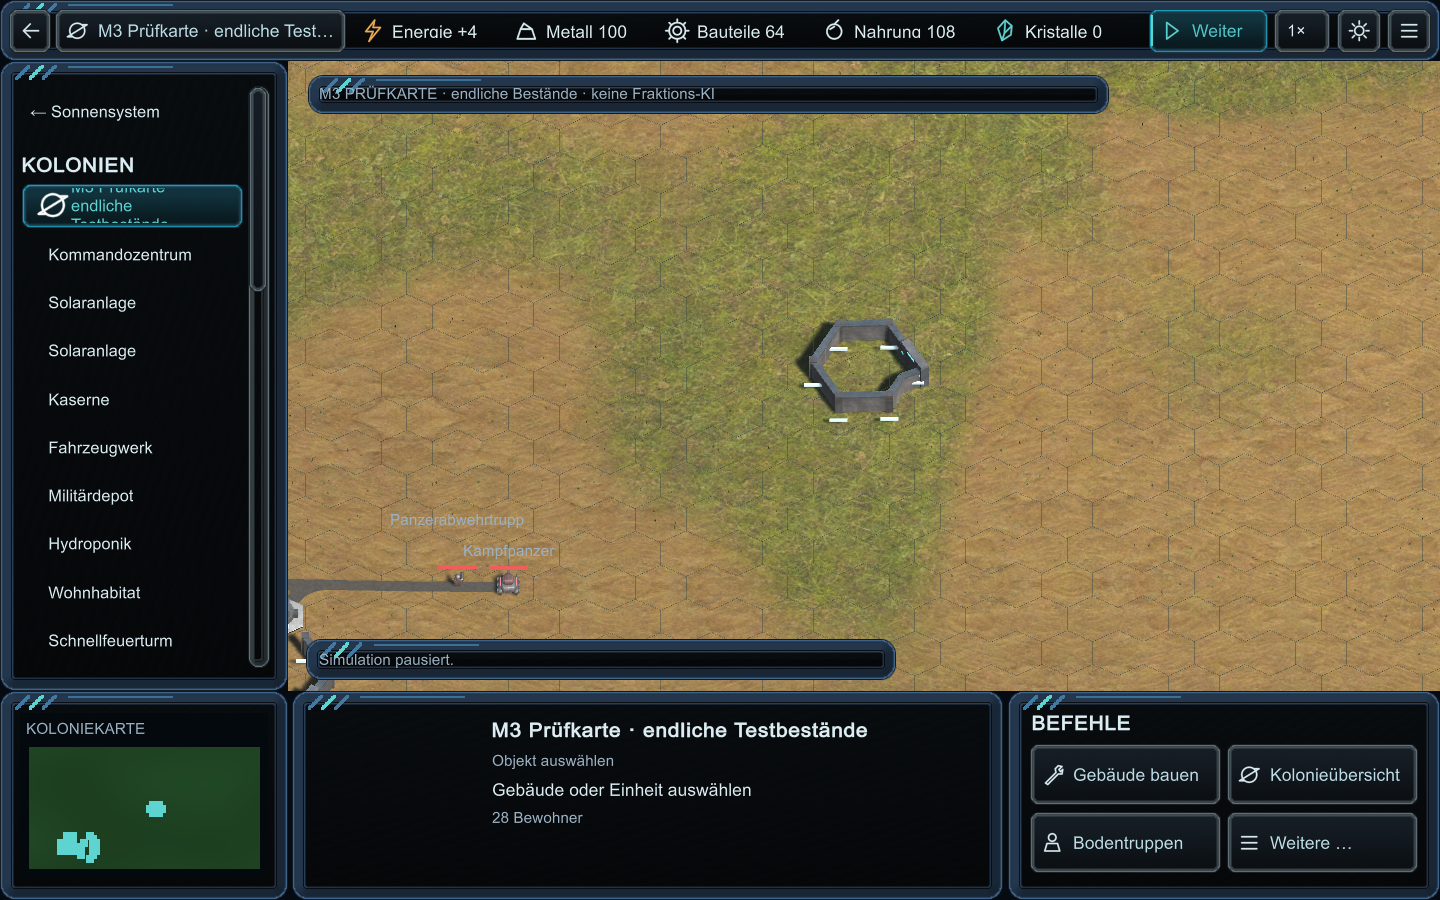 M3 Prüfkarte · endliche Test…
Energie +4
Metall 100
Bauteile 64
Nahrung 108
Kristalle 0
Weiter
1×
← Sonnensystem
KOLONIEN
M3 Prüfkarte
endliche
Testbestände
Kommandozentrum
Solaranlage
Solaranlage
Kaserne
Fahrzeugwerk
Militärdepot
Hydroponik
Wohnhabitat
Schnellfeuerturm
M3 PRÜFKARTE · endliche Bestände · keine Fraktions-KI
Panzerabwehrtrupp
Kampfpanzer
Simulation pausiert.
KOLONIEKARTE
M3 Prüfkarte · endliche Testbestände
Objekt auswählen
Gebäude oder Einheit auswählen
28 Bewohner
BEFEHLE
Gebäude bauen
Kolonieübersicht
Bodentruppen
Weitere …